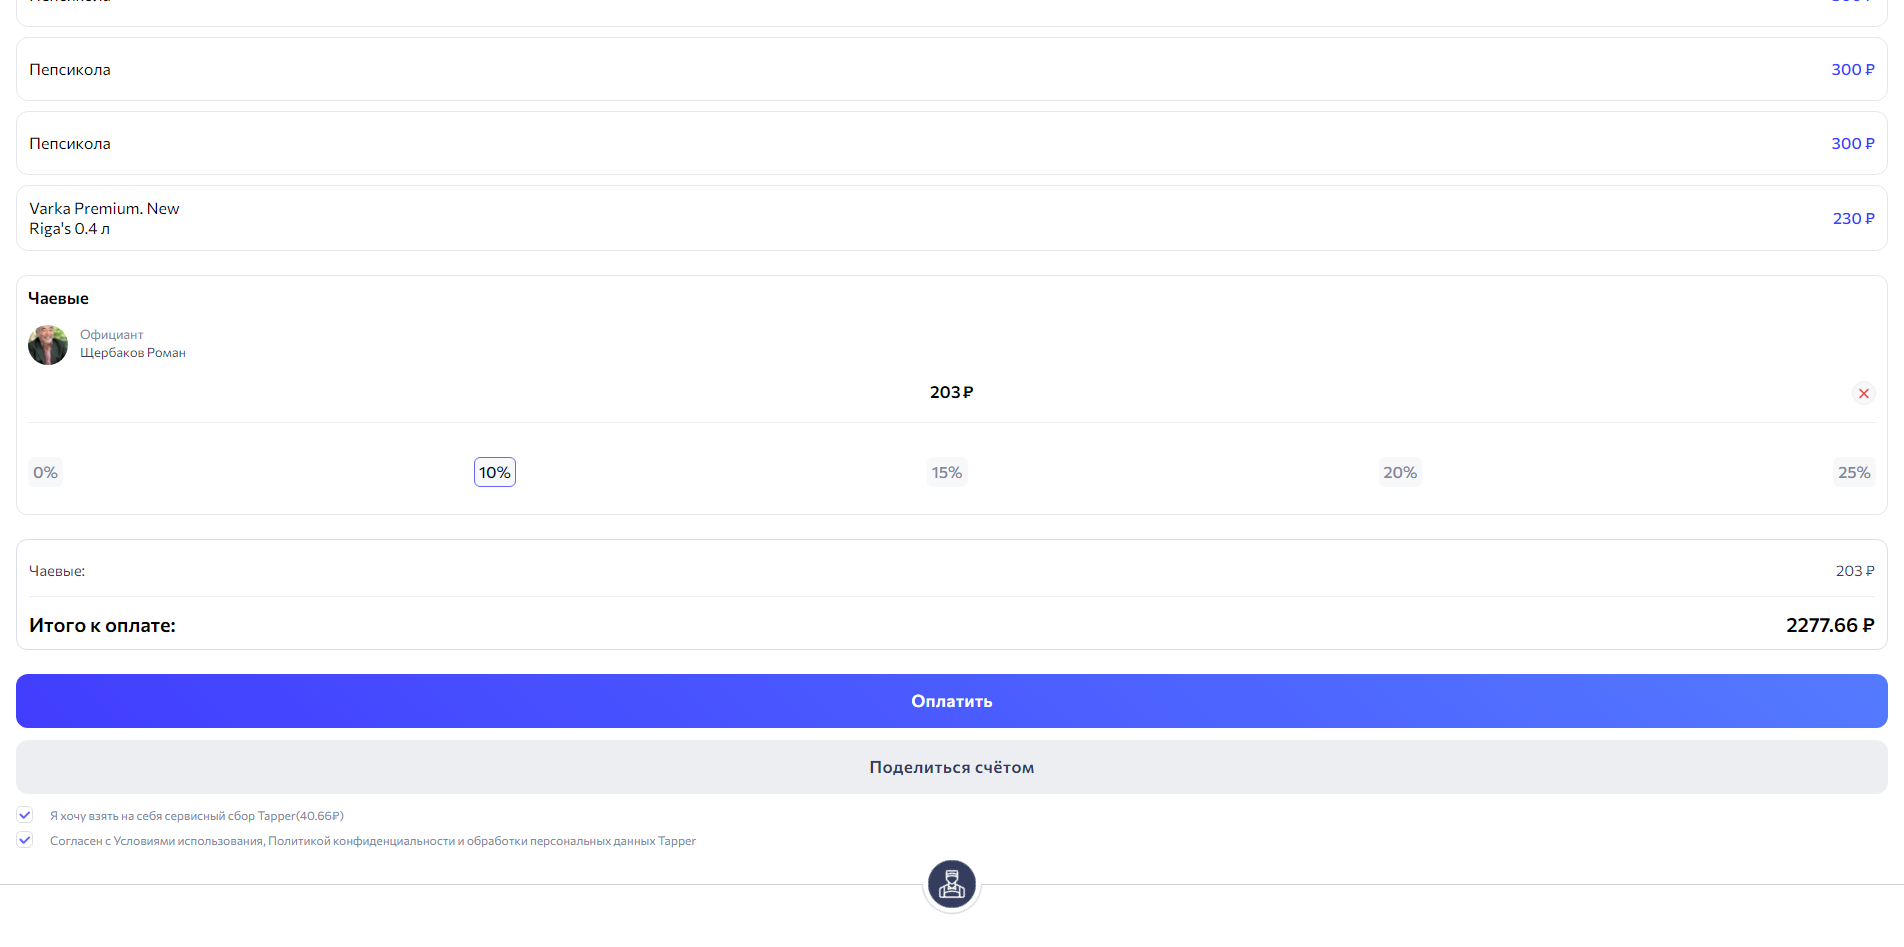 Пепсикола
300 ₽
Пепсикола
300 ₽
Varka Premium. New
Riga's 0.4 л
230 ₽
Чаевые
Официант
Щербаков Роман
203 ₽
0%
10%
15%
20%
25%
Чаевые:
203 ₽
Итого к оплате:
2277.66 ₽
Оплатить
Поделиться счётом
Я хочу взять на себя сервисный сбор Tapper(40.66₽)
Согласен с Условиями использования, Политикой конфиденциальности и обработки персональных данных Tapper